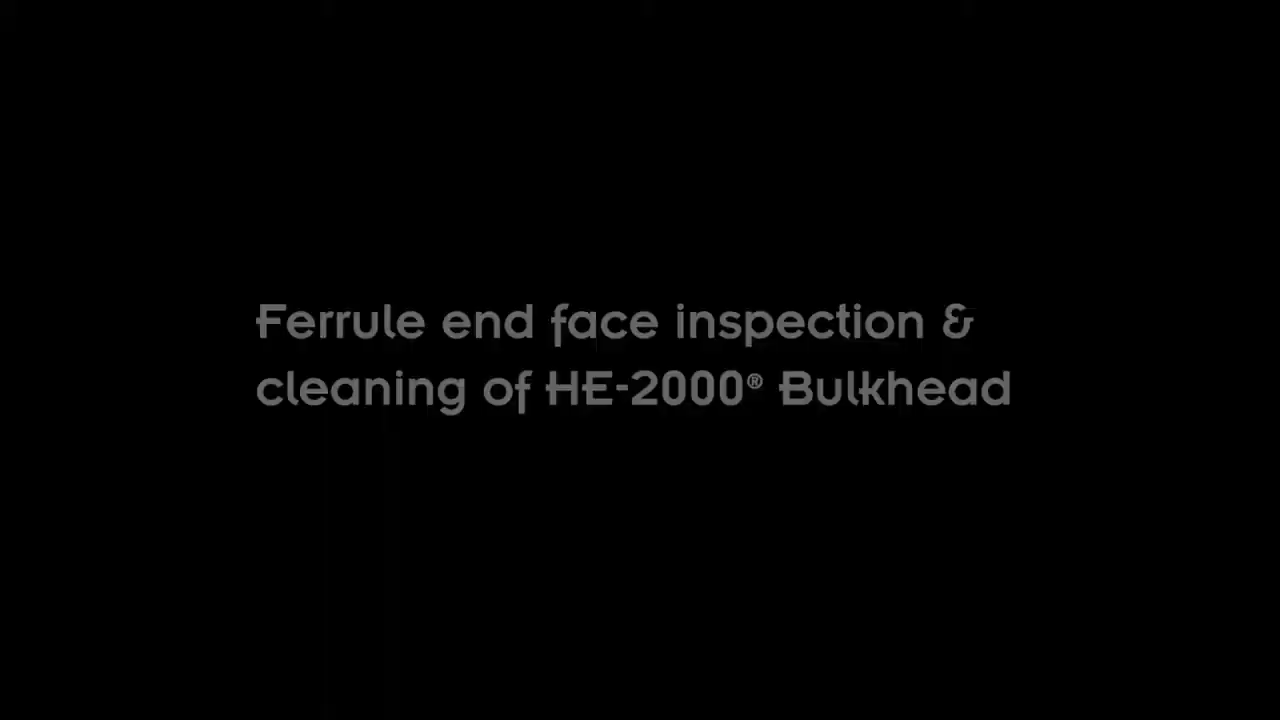 Ferrule end face inspection &
cleaning of HE-2000® Bulkhead